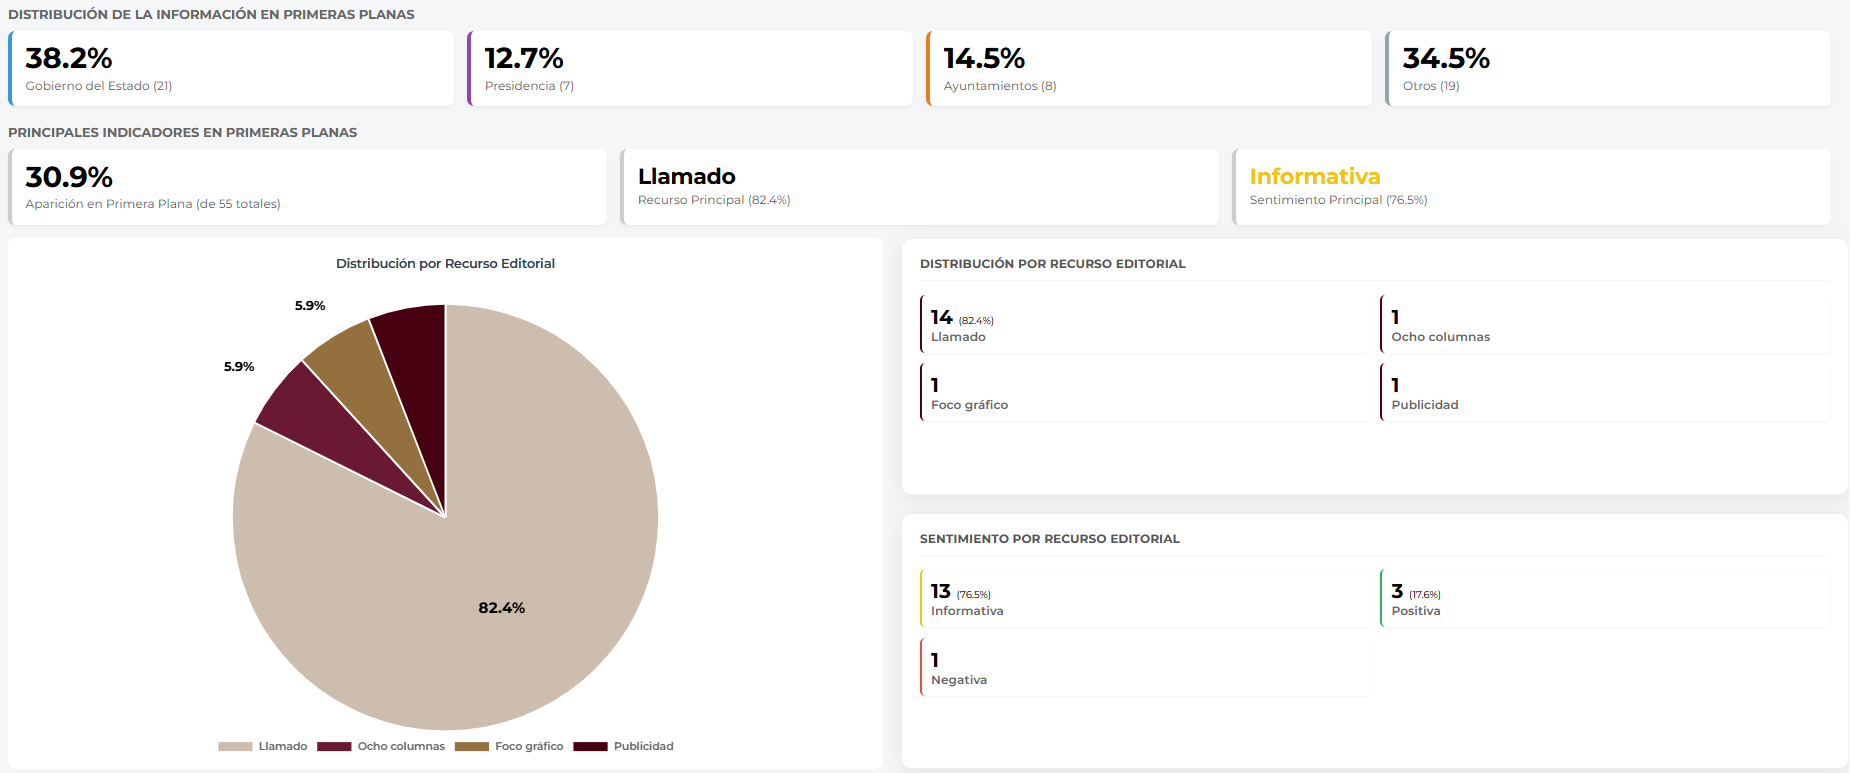 DISTRIBUCIÓN DE LA INFORMACIÓN EN PRIMERAS PLANAS
38.2%
Gobierno del Estado (21)
12.7%
Presidencia (7)
14.5%
Ayuntamientos (8)
34.5%
Otros (19)
PRINCIPALES INDICADORES EN PRIMERAS PLANAS
30.9%
Aparición en Primera Plana (de 55 totales)
Llamado
Recurso Principal (82.4%)
Informativa
Sentimiento Principal (76.5%)
Distribución por Recurso Editorial
5.9%
5.9%
82.4%
Llamado
Ocho columnas
Foco gráfico
Publicidad
DISTRIBUCIÓN POR RECURSO EDITORIAL
14 (82.4%)
Llamado
1
Ocho columnas
1
Foco gráfico
1
Publicidad
SENTIMIENTO POR RECURSO EDITORIAL
13 (76.5%)
Informativa
3 (17.6%)
Positiva
1
Negativa